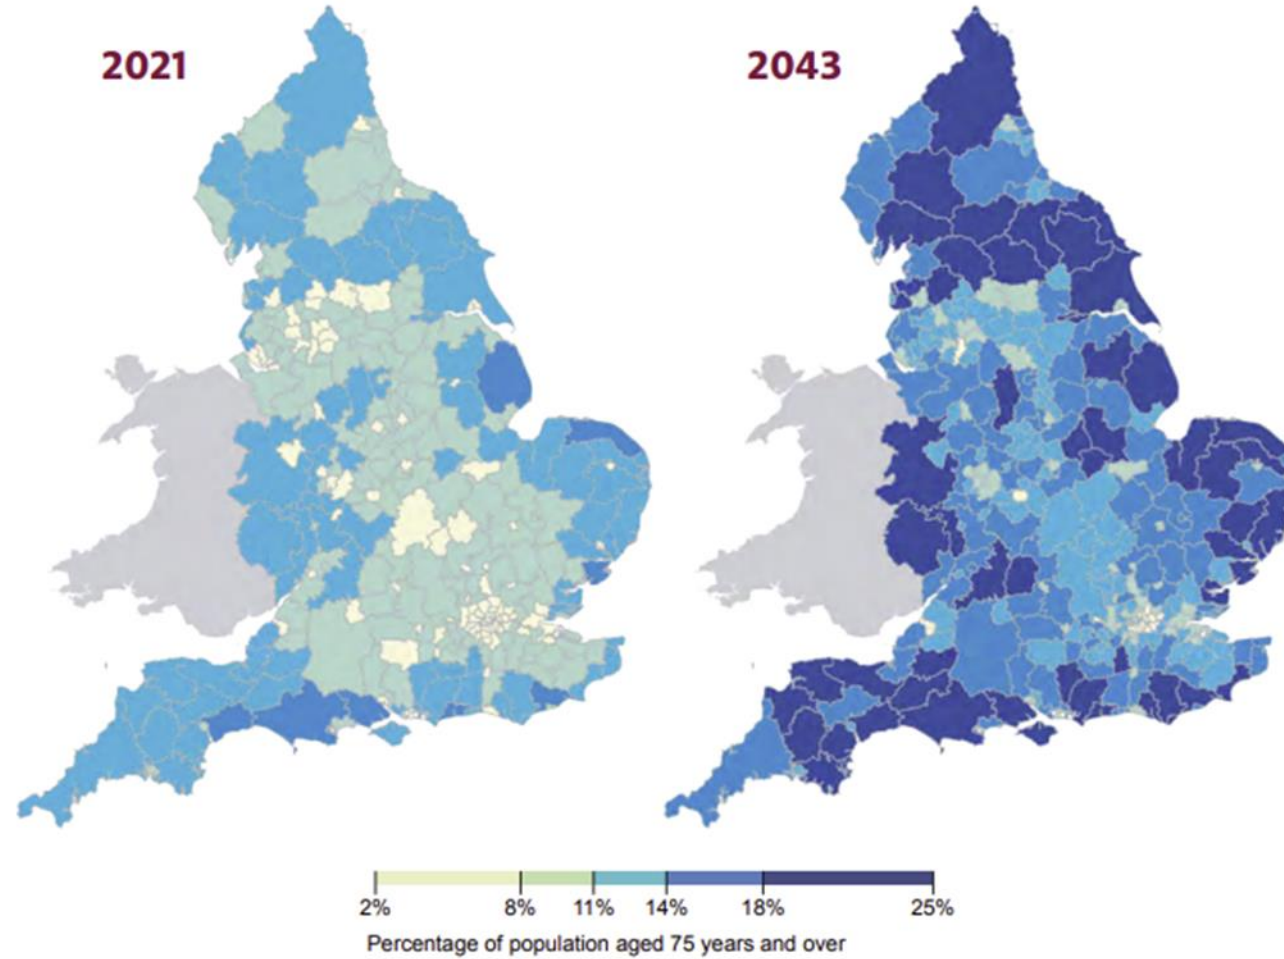 2021
2043
2% 8% 11% 14% 18% 25%
Percentage of population aged 75 years and over